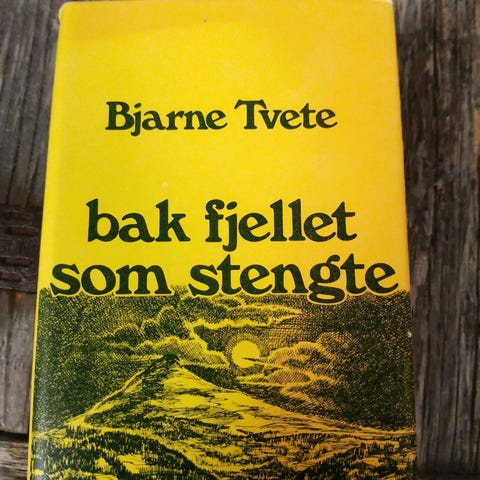 Bjarne Tvete
bak fjellet
som stengte